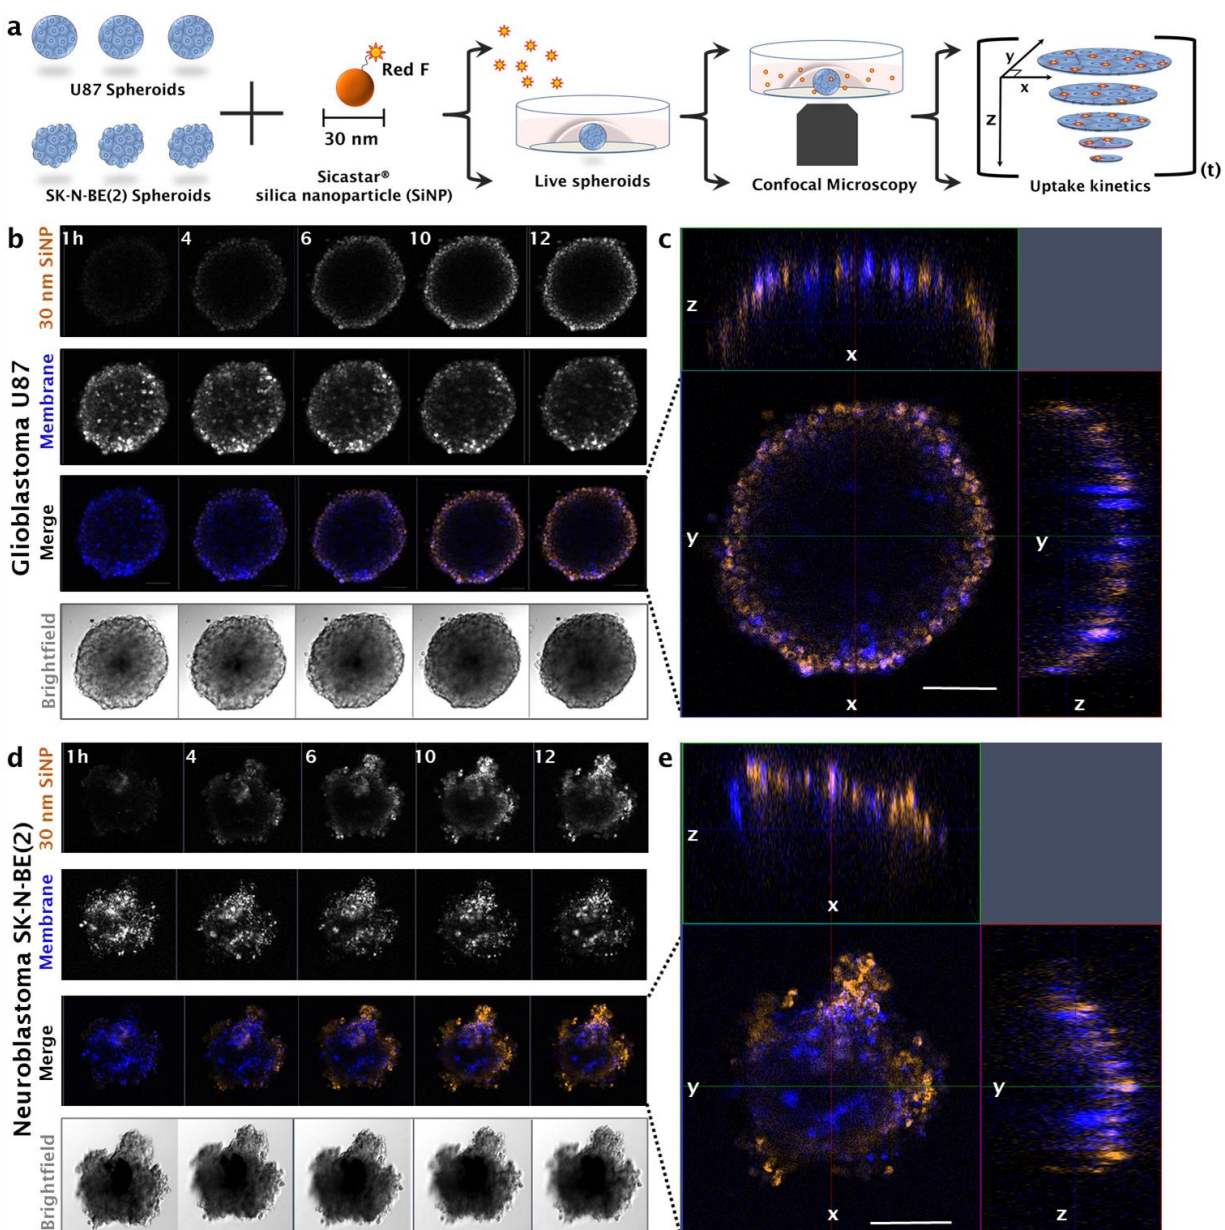 a
U87 Spheroids
SK-N-BE(2) Spheroids
Red F
30 nm
Sicastar®
silica nanoparticle (SiNP)
Live spheroids
Confocal Microscopy
y
x
z
Uptake kinetics
(t)
b
1h
4
6
10
12
Glioblastoma U87
30 nm SiNP
Membrane
Merge
Brightfield
c
z
x
y
x
y
z
d
1h
4
6
10
12
Neuroblastoma SK-N-BE(2)
30 nm SiNP
Membrane
Merge
Brightfield
e
z
x
y
x
y
z